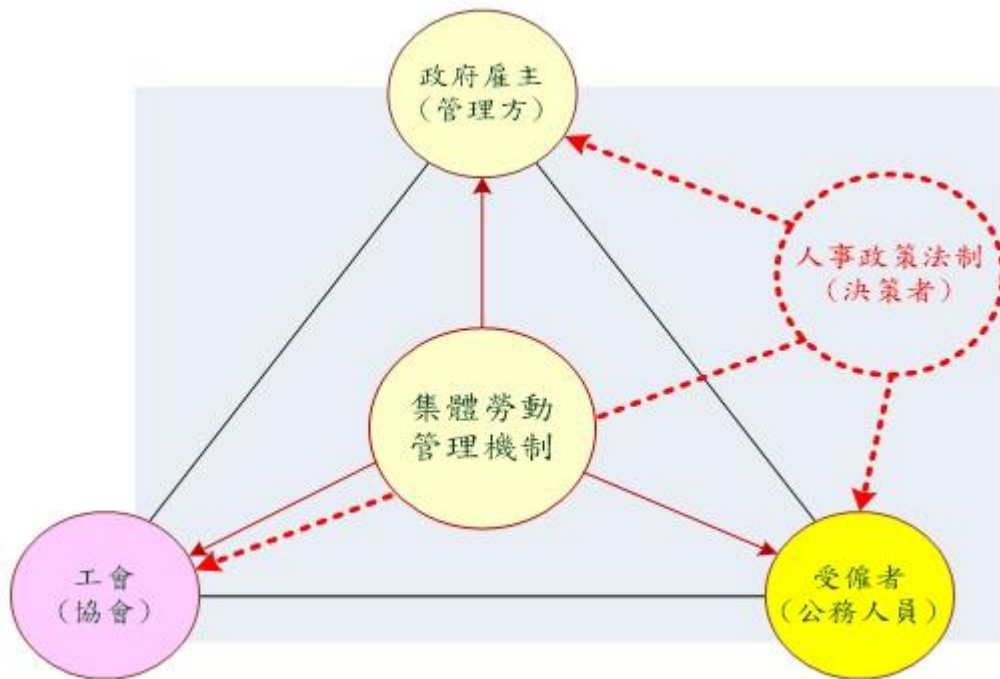 政府雇主
（管理方）
人事政策法制
（決策者）
集體勞動
管理機制
工會
（協會）
受僱者
（公務人員）